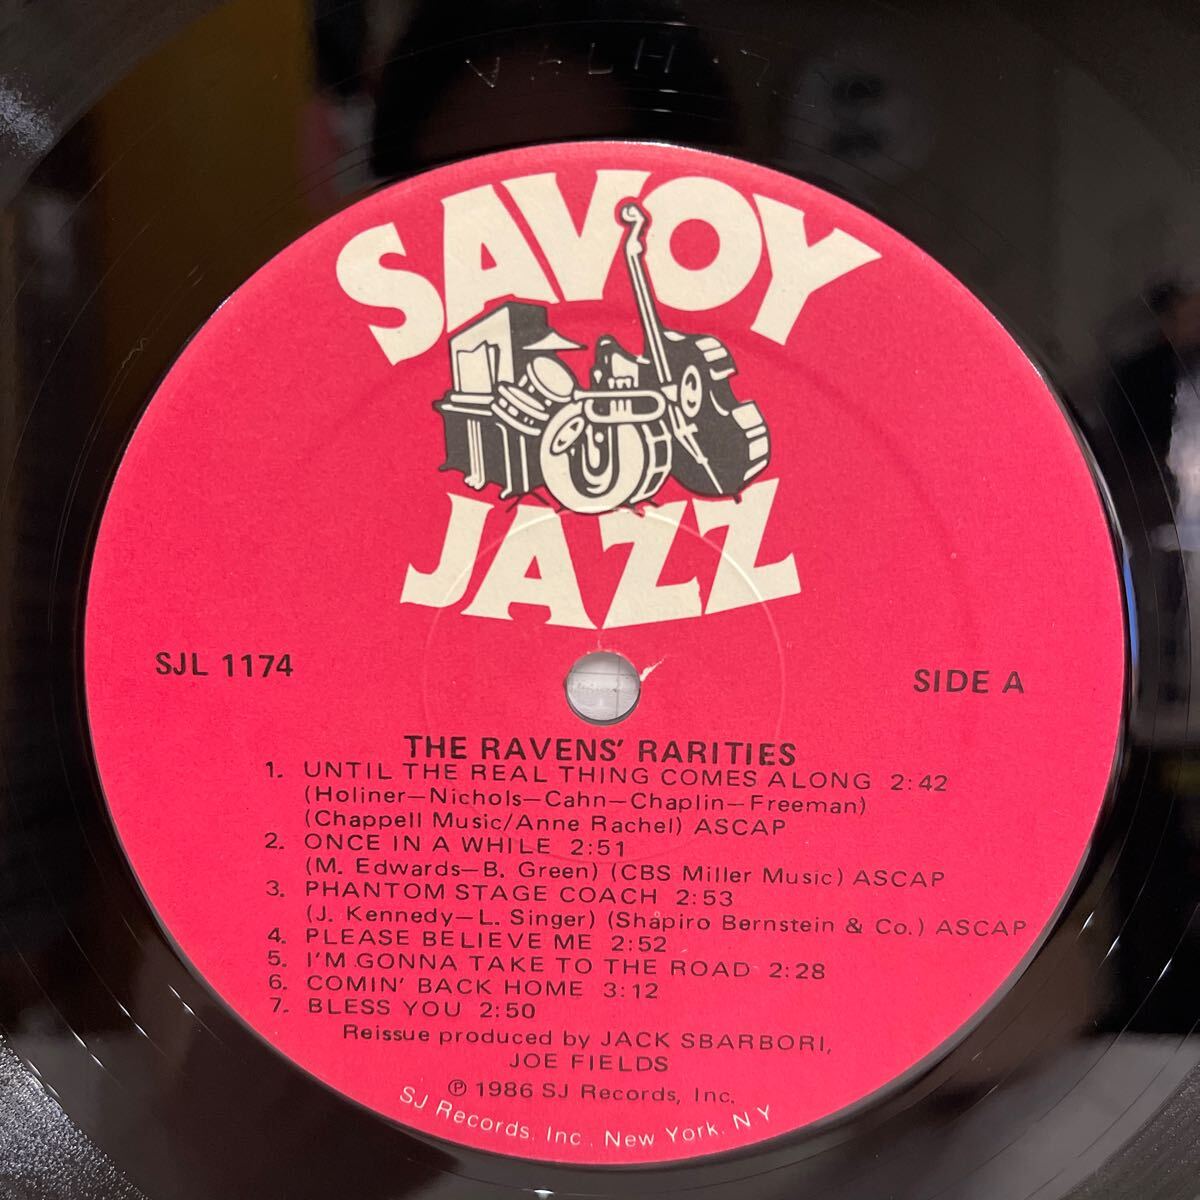 SAVOY
JAZZ
SJL 1174
SIDE A
THE RAVENS' RARITIES
1. UNTIL THE REAL THING COMES ALONG 2:42
(Holiner—Nichols—Cahn—Chaplin—Freeman)
(Chappell Music/Anne Rachel) ASCAP
2. ONCE IN A WHILE 2:51
(M. Edwards—B. Green) (CBS Miller Music) ASCAP
3. PHANTOM STAGE COACH 2:53
(J. Kennedy—L. Singer) (Shapiro Bernstein & Co.) ASCAP
4. PLEASE BELIEVE ME 2:52
5. I'M GONNA TAKE TO THE ROAD 2:28
6. COMIN' BACK HOME 3:12
7. BLESS YOU 2:50
Reissue produced by JACK SBARBORI,
JOE FIELDS
℗ 1986 SJ Records, Inc.
SJ Records, Inc., New York, NY